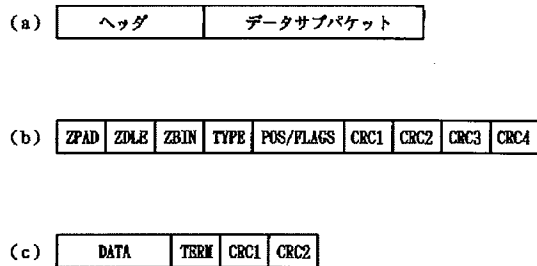 (a) ヘッダ データサブパケット
(b) ZPAD ZDLE ZBIN TYPE POS/FLAGS CRC1 CRC2 CRC3 CRC4
(c) DATA TERM CRC1 CRC2